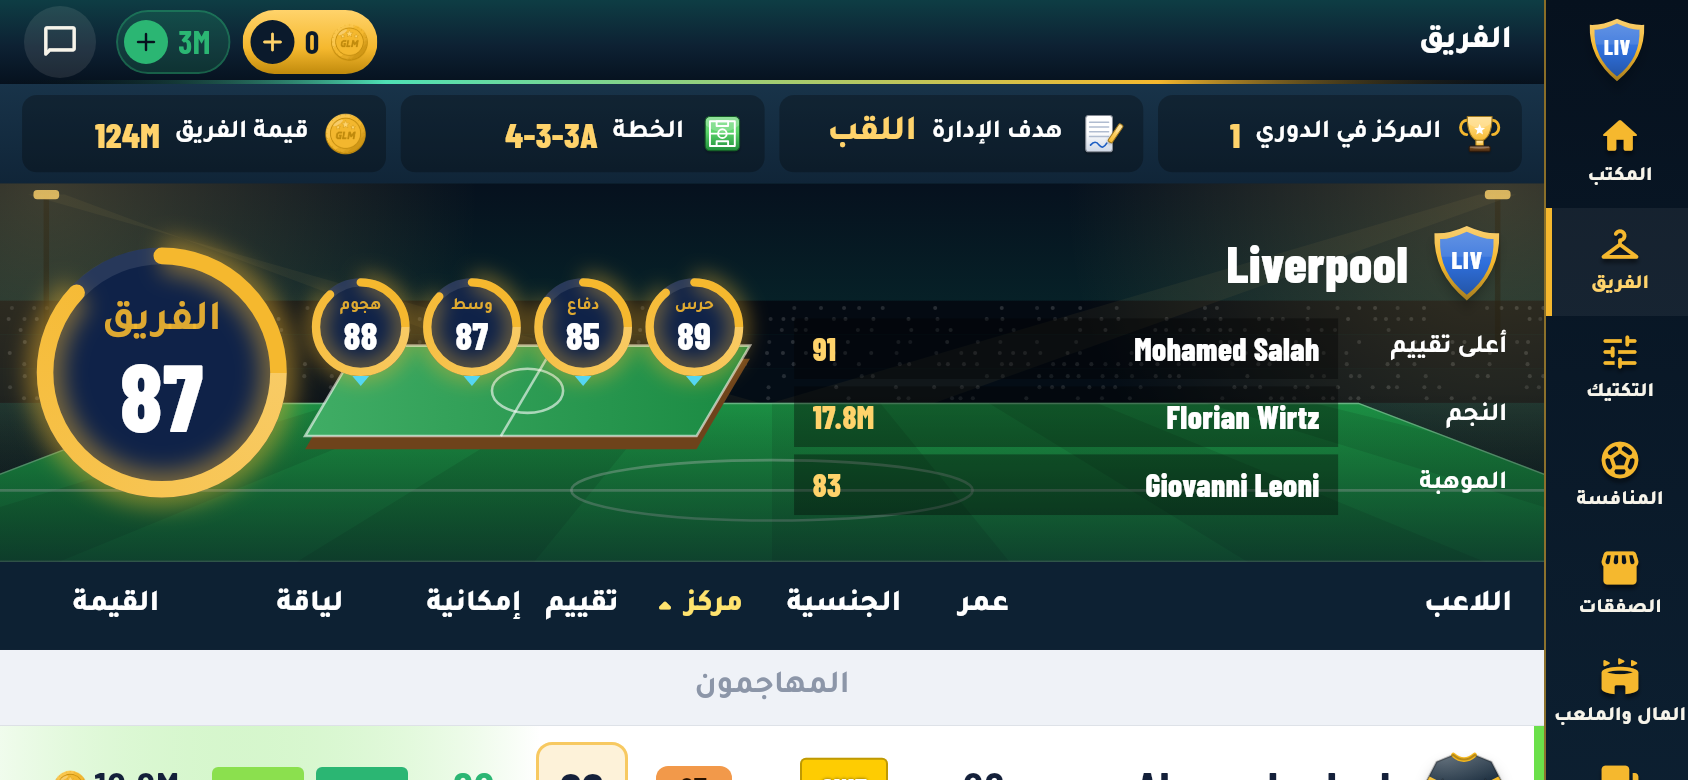 الفريق
0
3M
LIV
المكتب
الفريق
التكتيك
المنافسة
الصفقات
المال والملعب
المركز في الدوري 1
هدف الإدارة اللقب
الخطة 4-3-3A
قيمة الفريق 124M
LIV Liverpool
أعلى تقييم Mohamed Salah 91
النجم Florian Wirtz 17.8M
الموهبة Giovanni Leoni 83
حرس 89
دفاع 85
وسط 87
هجوم 88
الفريق 87
اللاعب عمر الجنسية مركز تقييم إمكانية لياقة القيمة
المهاجمون